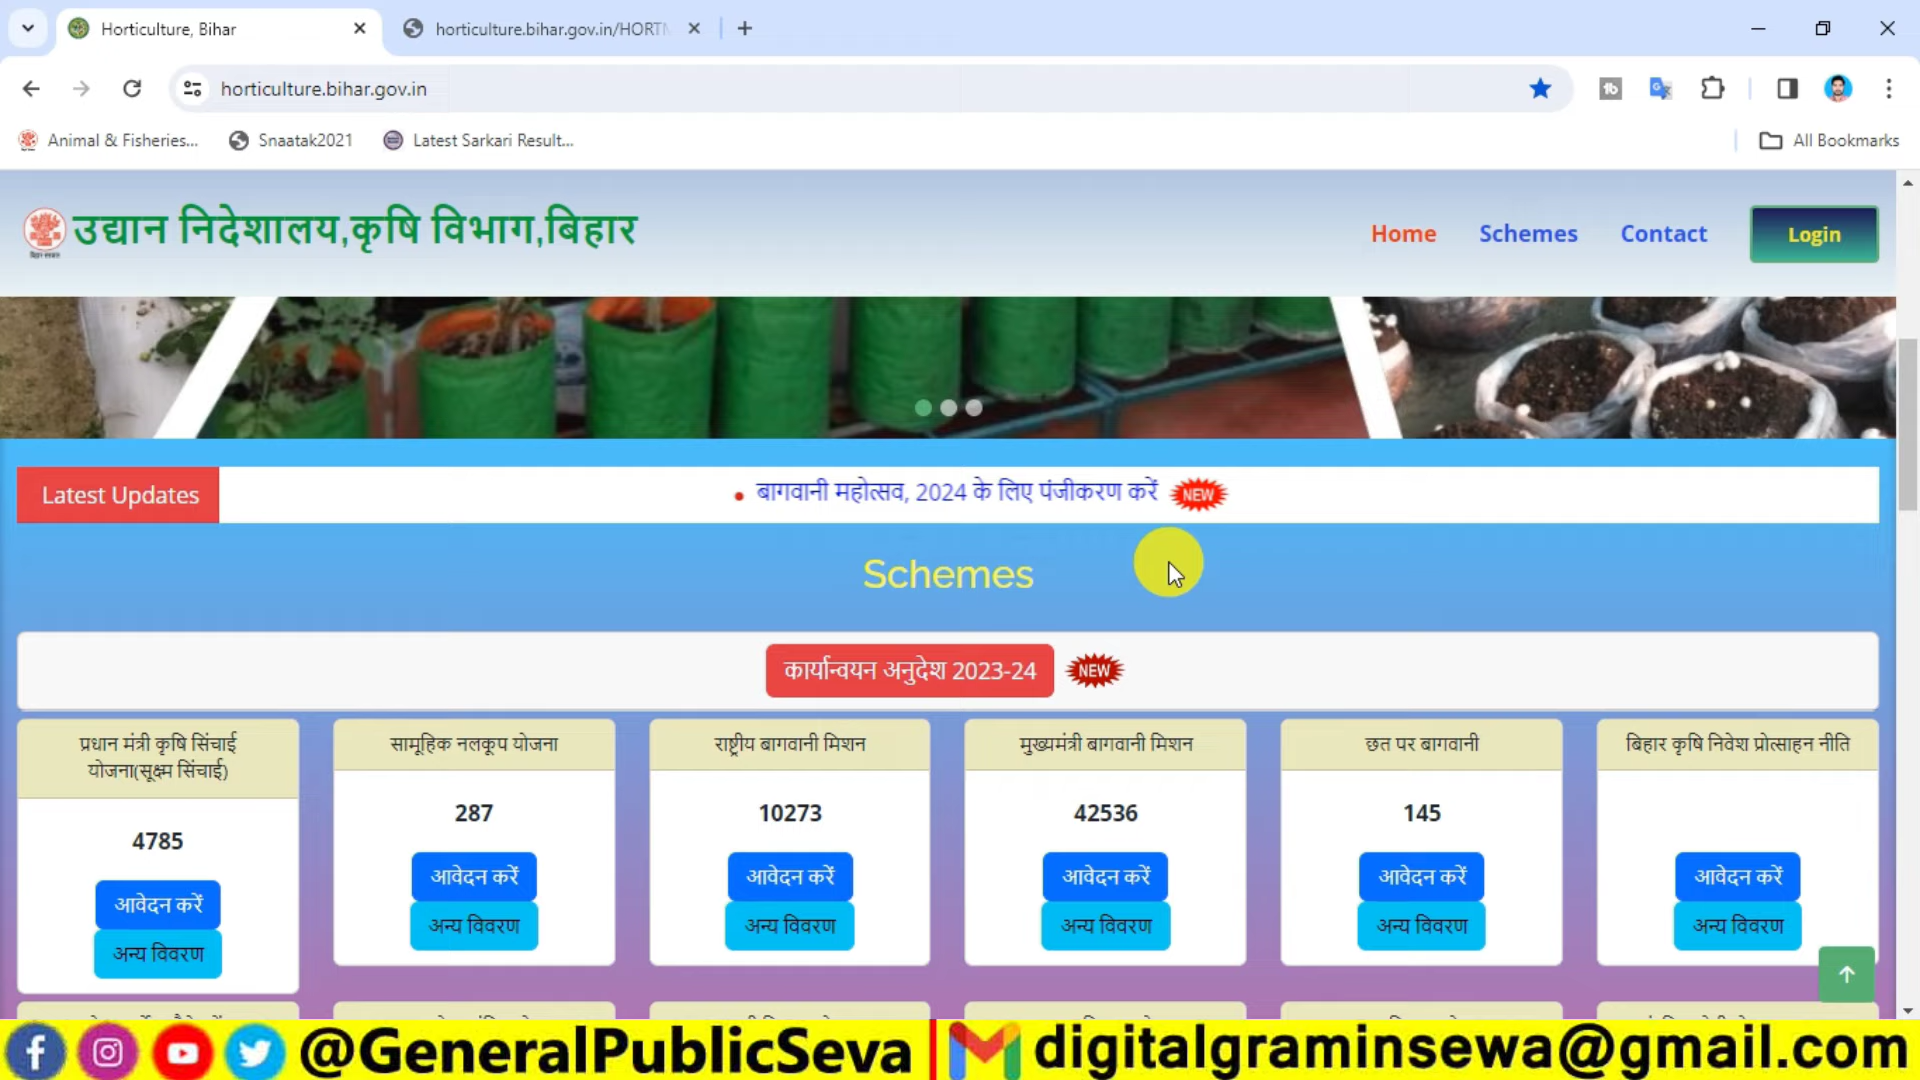 Horticulture, Bihar
horticulture.bihar.gov.in/HORTM
horticulture.bihar.gov.in
Animal & Fisheries...
Snaatak2021
Latest Sarkari Result...
All Bookmarks
उद्यान निदेशालय,कृषि विभाग,बिहार
Home
Schemes
Contact
Login
Latest Updates
बागवानी महोत्सव, 2024 के लिए पंजीकरण करें
NEW
Schemes
कार्यान्वयन अनुदेश 2023-24
NEW
प्रधान मंत्री कृषि सिंचाई
योजना(सूक्ष्म सिंचाई)
4785
आवेदन करें
अन्य विवरण
सामूहिक नलकूप योजना
287
आवेदन करें
अन्य विवरण
राष्ट्रीय बागवानी मिशन
10273
आवेदन करें
अन्य विवरण
मुख्यमंत्री बागवानी मिशन
42536
आवेदन करें
अन्य विवरण
छत पर बागवानी
145
आवेदन करें
अन्य विवरण
बिहार कृषि निवेश प्रोत्साहन नीति
आवेदन करें
अन्य विवरण
@GeneralPublicSeva
digitalgraminsewa@gmail.com